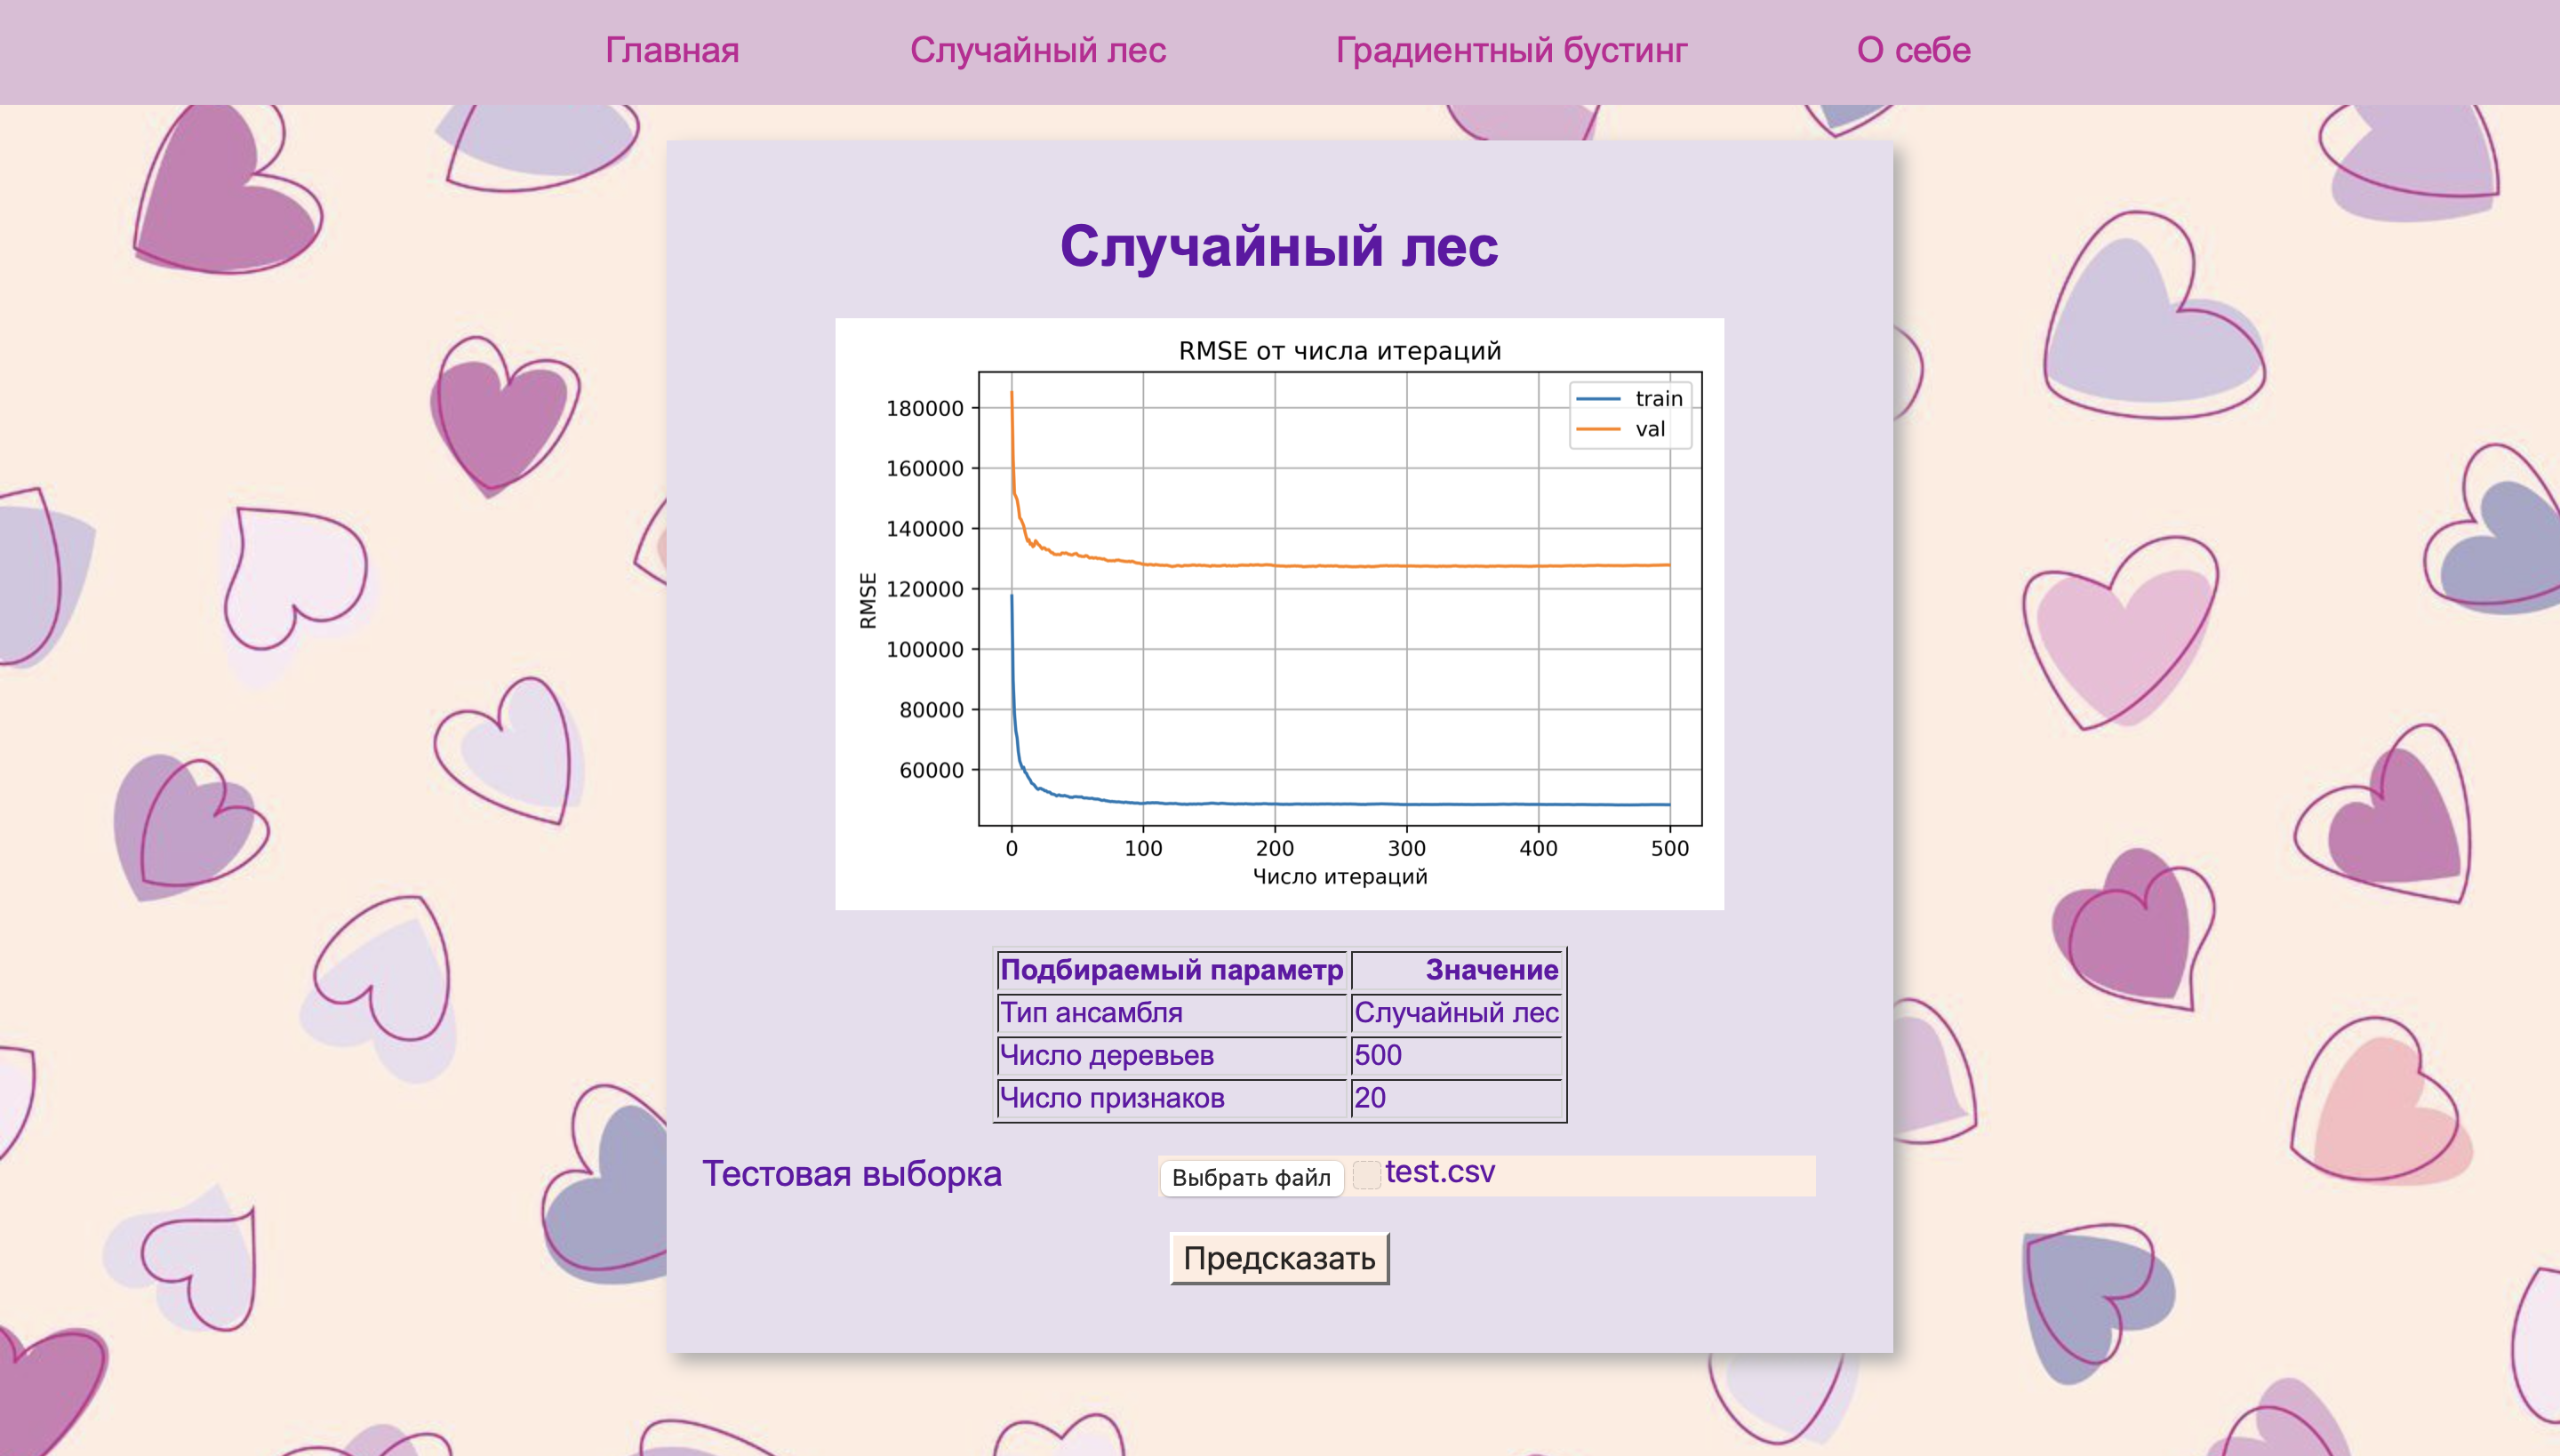 Главная Случайный лес Градиентный бустинг О себе
Случайный лес
RMSE от числа итераций
train
val
180000
160000
140000
120000
100000
80000
60000
RMSE
0 100 200 300 400 500
Число итераций
Подбираемый параметр Значение
Тип ансамбля Случайный лес
Число деревьев 500
Число признаков 20
Тестовая выборка Выбрать файл test.csv
Предсказать